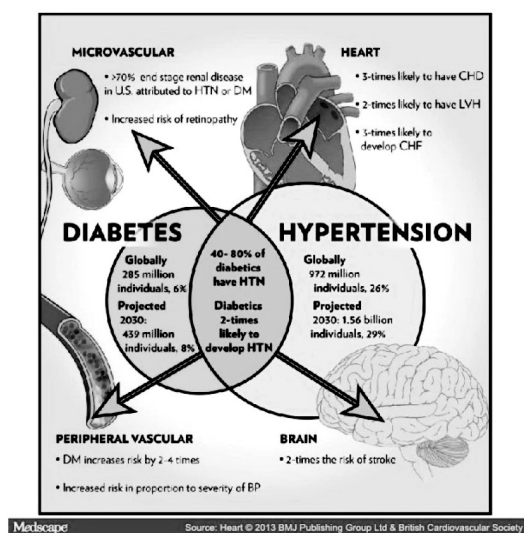 MICROVASCULAR
• >70% end stage renal disease
in U.S. attributed to HTN or DM
• Increased risk of retinopathy
HEART
• 3-times likely to have CHD
• 2-times likely to have LVH
• 3-times likely to
develop CHF
DIABETES
Globally
285 million
individuals, 6%
Projected
2030:
439 million
individuals, 8%
40-80% of
diabetics
have HTN
Diabetics
2-times
likely to
develop HTN
HYPERTENSION
Globally
972 million
individuals, 26%
Projected
2030: 1.56 billion
individuals, 29%
PERIPHERAL VASCULAR
• DM increases risk by 2-4 times
• Increased risk in proportion to severity of BP
BRAIN
• 2-times the risk of stroke
Medscape
Source: Heart © 2013 BMJ Publishing Group Ltd & British Cardiovascular Society